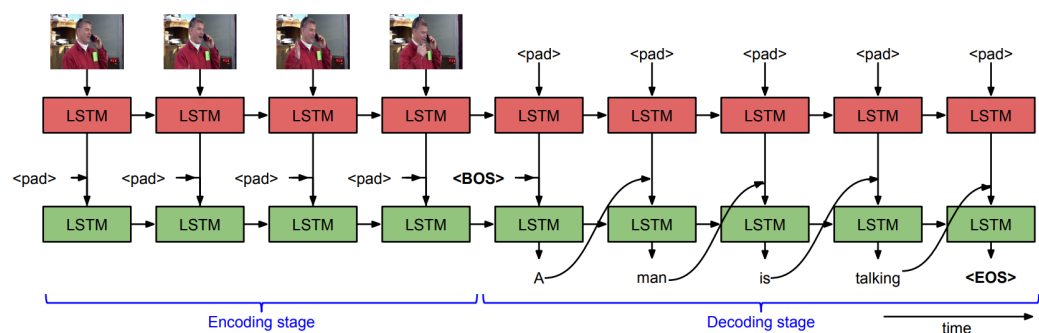 <pad> <pad> <pad> <pad> <pad>
LSTM LSTM LSTM LSTM LSTM LSTM LSTM LSTM LSTM
<pad> <pad> <pad> <pad> <BOS>
LSTM LSTM LSTM LSTM LSTM LSTM LSTM LSTM LSTM
A man is talking <EOS>
Encoding stage Decoding stage time